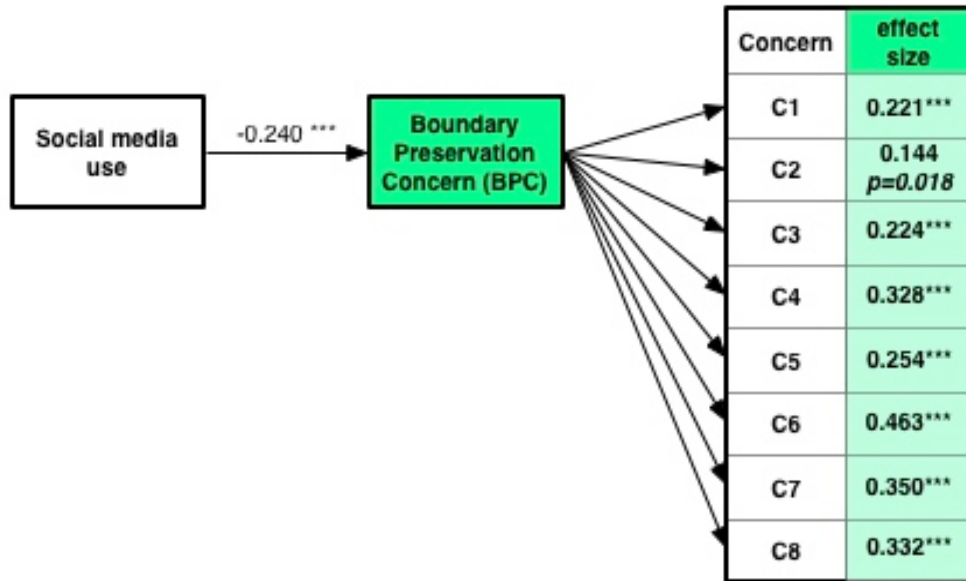 Social media
use
-0.240 ***
Boundary
Preservation
Concern (BPC)
Concern
effect
size
C1
0.221***
C2
0.144
p=0.018
C3
0.224***
C4
0.328***
C5
0.254***
C6
0.463***
C7
0.350***
C8
0.332***